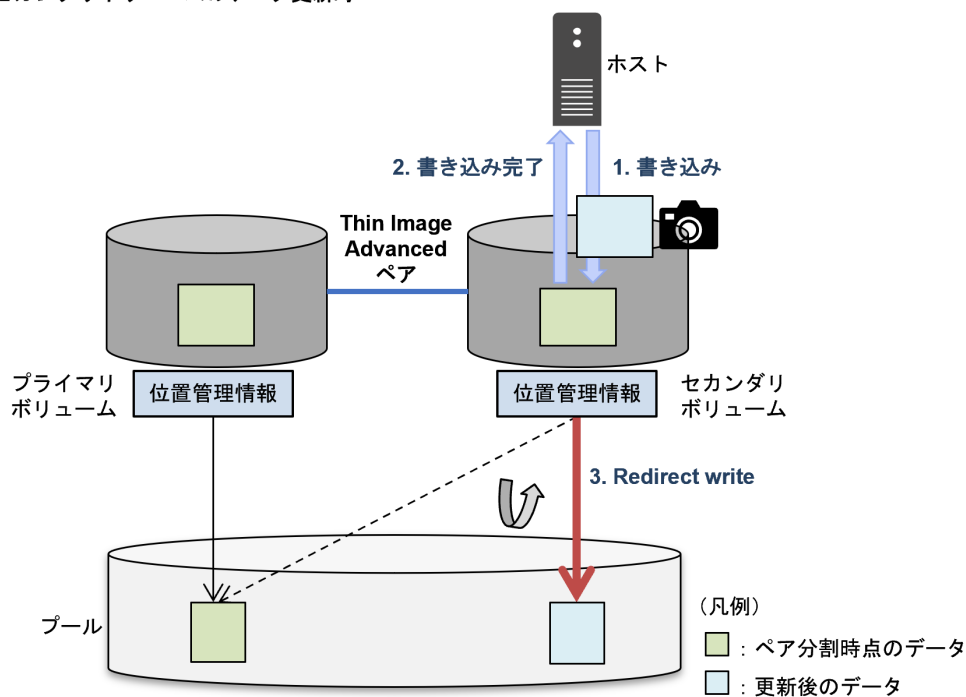 ホスト
2. 書き込み完了
1. 書き込み
Thin Image
Advanced
ペア
プライマリ
ボリューム
位置管理情報
位置管理情報
セカンダリ
ボリューム
3. Redirect write
プール
（凡例）
：ペア分割時点のデータ
：更新後のデータ